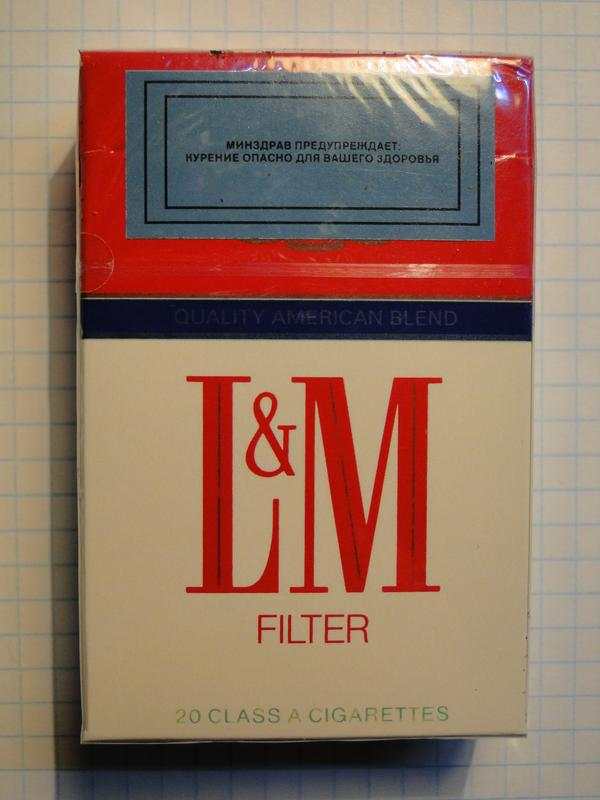 МИНЗДРАВ ПРЕДУПРЕЖДАЕТ:
КУРЕНИЕ ОПАСНО ДЛЯ ВАШЕГО ЗДОРОВЬЯ
QUALITY AMERICAN BLEND
L&M
FILTER
20 CLASS A CIGARETTES